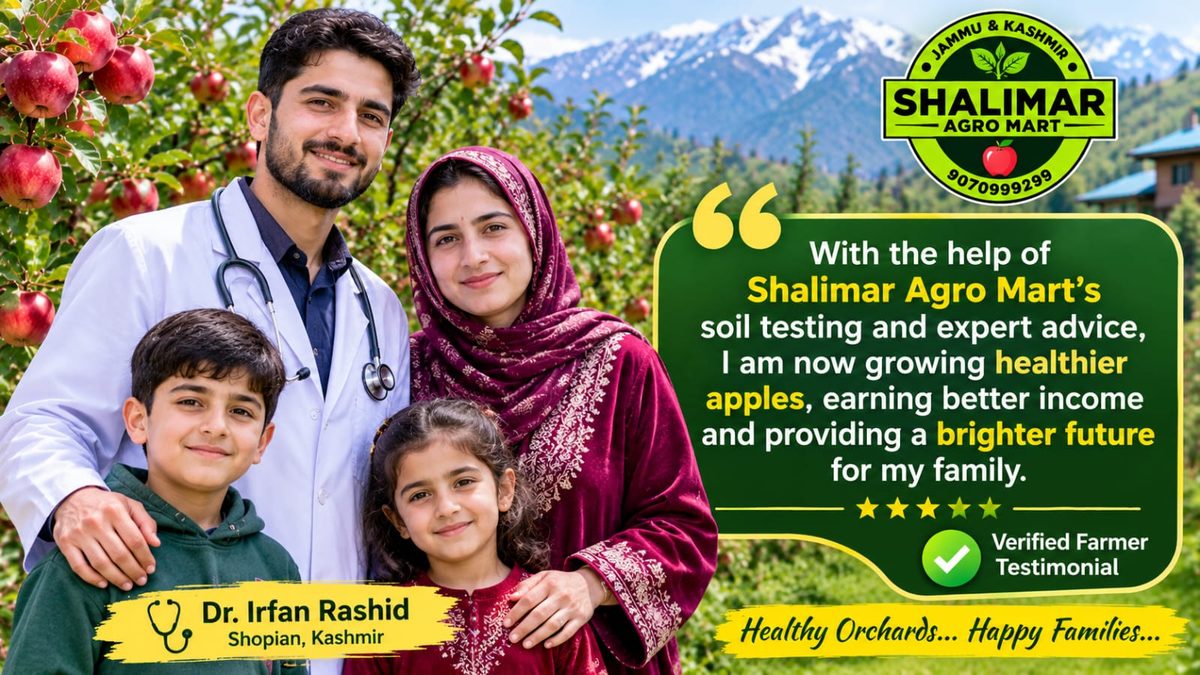 • JAMMU & KASHMIR •
SHALIMAR
AGRO MART
9070999299
“
With the help of
Shalimar Agro Mart’s
soil testing and expert advice,
I am now growing healthier
apples, earning better income
and providing a brighter future
for my family.
Verified Farmer
Testimonial
Dr. Irfan Rashid
Shopian, Kashmir
Healthy Orchards... Happy Families...